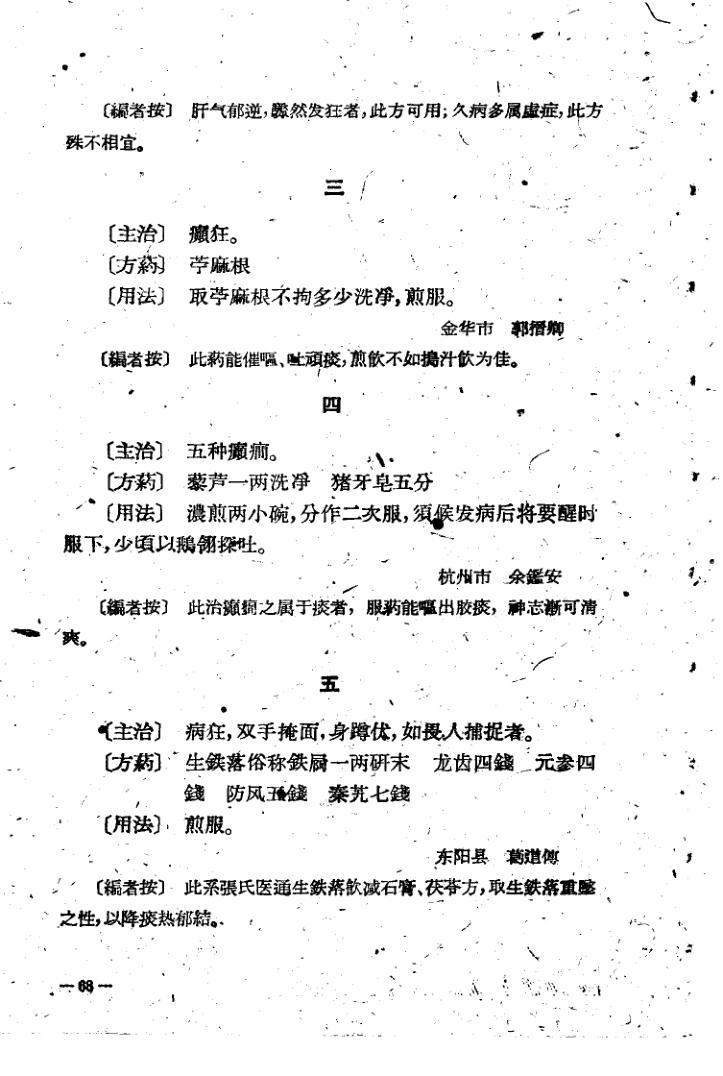 〔編者按〕 肝气郁逆，驟然发狂者，此方可用；久病多属虛症，此方
殊不相宜。
三
〔主治〕 癲狂。
〔方葯〕 苧麻根
〔用法〕 取苧麻根不拘多少洗凈，煎服。
金华市 郭搢卿
〔編者按〕 此葯能催嘔、吐頑痰，煎飲不如搗汁飲为佳。
四
〔主治〕 五种癲痫。
〔方葯〕 藜芦一两洗凈 猪牙皂五分
〔用法〕 濃煎两小碗，分作二次服，須候发病后将要醒时
服下，少頃以鵝翎探吐。
杭州市 余鑑安
〔編者按〕 此治癲痫之属于痰者，服葯能嘔出胶痰，神志漸可清
爽。
五
〔主治〕 病狂，双手掩面，身蹲伏，如畏人捕捉者。
〔方葯〕 生鉄落俗称鉄屑一两研末 龙齿四錢 元参四
錢 防风五錢 秦艽七錢
〔用法〕 煎服。
东阳县 葛道傳
〔編者按〕 此系張氏医通生鉄落飲减石膏、茯苓方，取生鉄落重墜
之性，以降痰热郁結。
— 68 —